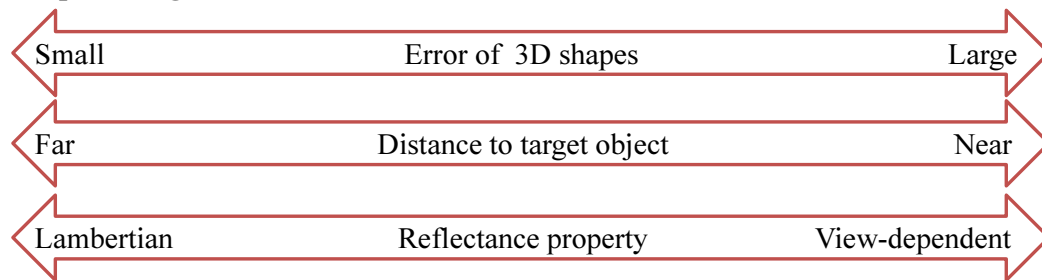 Small Error of 3D shapes Large
Far Distance to target object Near
Lambertian Reflectance property View-dependent